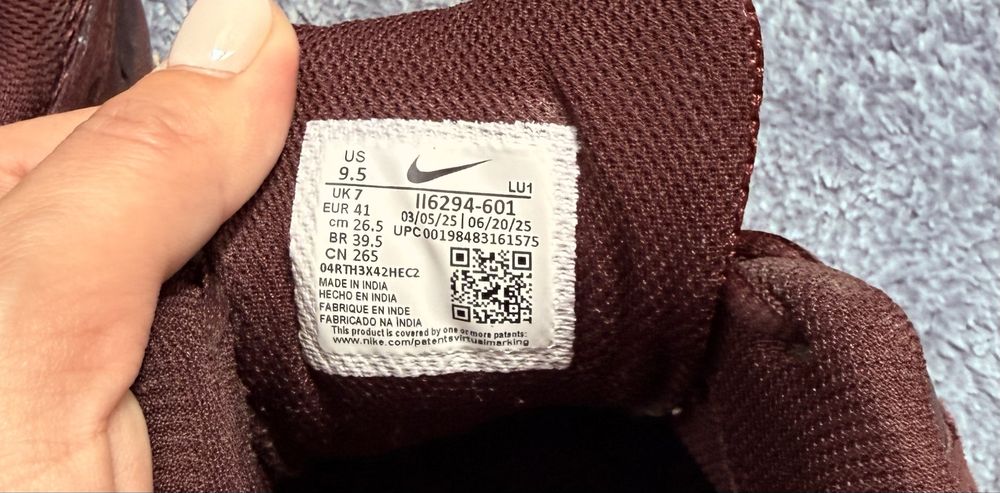 US
9.5
LU1
UK 7
EUR 41
cm 26.5
BR 39.5
CN 265
II6294-601
03/05/25 | 06/20/25
UPC00198483161575
04RTH3X42HEC2
MADE IN INDIA
HECHO EN INDIA
FABRIQUE EN INDE
FABRICADO NA ÍNDIA
This product is covered by one or more patents:
www.nike.com/patentsvirtualmarking